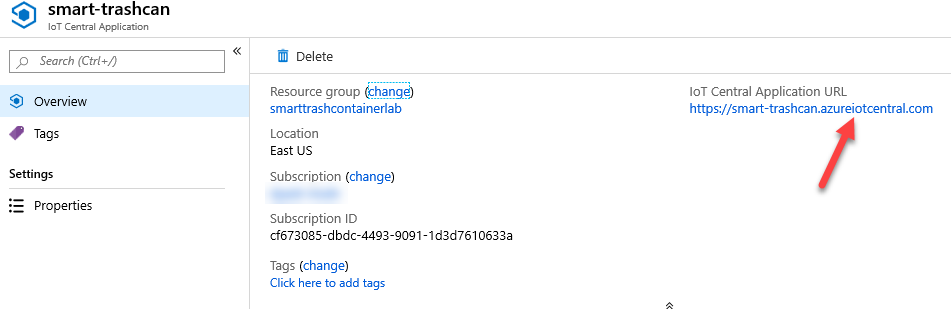 smart-trashcan
IoT Central Application
Search (Ctrl+/)
Overview
Tags
Settings
Properties
Delete
Resource group (change)
smarttrashcontainerlab
Location
East US
Subscription (change)
Subscription ID
cf673085-dbdc-4493-9091-1d3d7610633a
Tags (change)
Click here to add tags
IoT Central Application URL
https://smart-trashcan.azureiotcentral.com